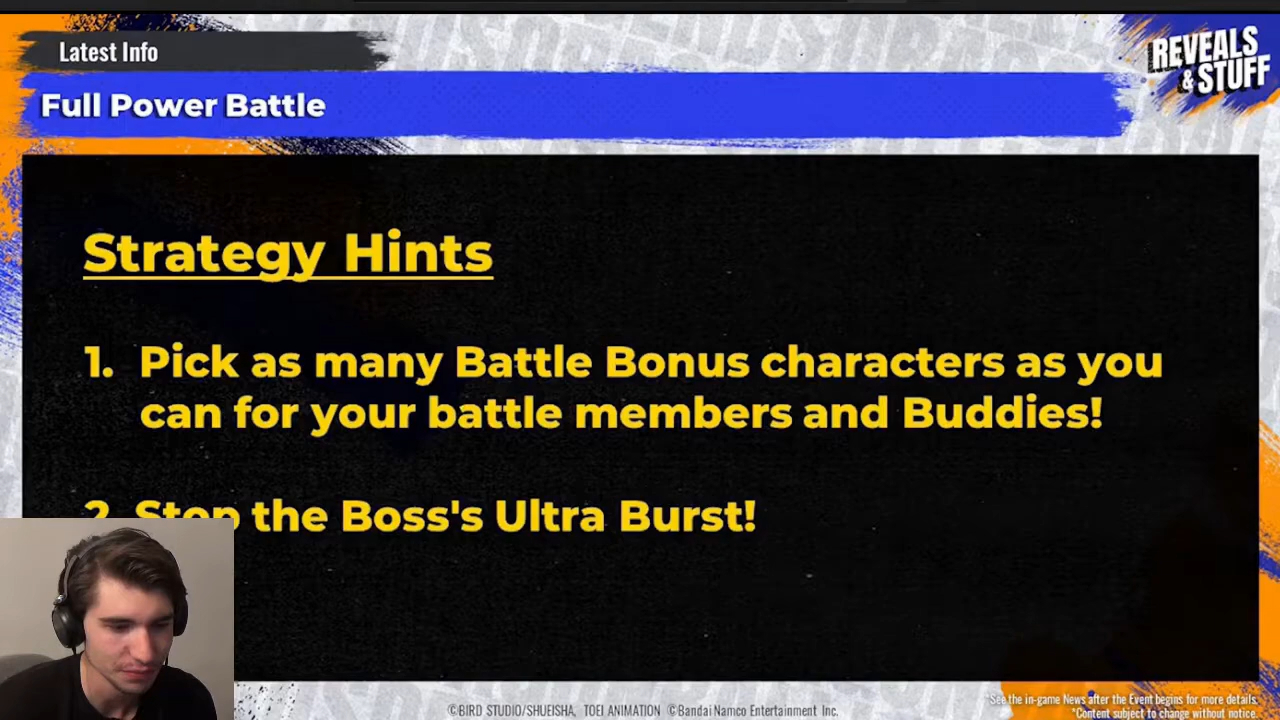 Latest Info
REVEALS
& STUFF
Full Power Battle
Strategy Hints
1. Pick as many Battle Bonus characters as you
can for your battle members and Buddies!
2. Stop the Boss's Ultra Burst!
See the in-game News after the Event begins for more details.
©BIRD STUDIO/SHUEISHA, TOEI ANIMATION ©Bandai Namco Entertainment Inc.
*Content subject to change without notice.